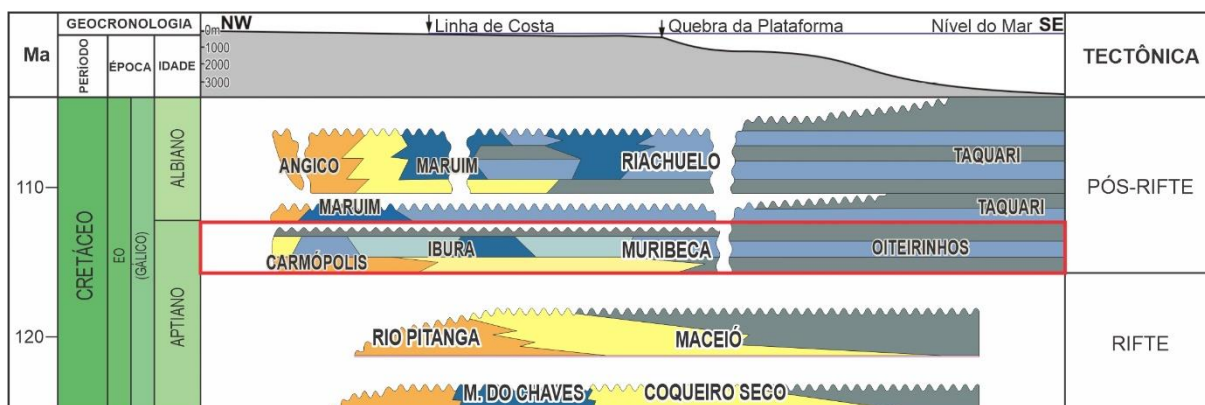 Ma
GEOCRONOLOGIA
PERÍODO
ÉPOCA
IDADE
NW
Linha de Costa
Quebra da Plataforma
Nível do Mar SE
TECTÔNICA
0m
1000
2000
3000
CRETÁCEO
EO
(GÁLICO)
ALBIANO
APTIANO
110
120
ANGICO
MARUIM
RIACHUELO
TAQUARI
PÓS-RIFTE
MARUIM
TAQUARI
CARMÓPOLIS
IBURA
MURIBECA
OITEIRINHOS
RIO PITANGA
MACEIÓ
RIFTE
M. DO CHAVES
COQUEIRO SECO